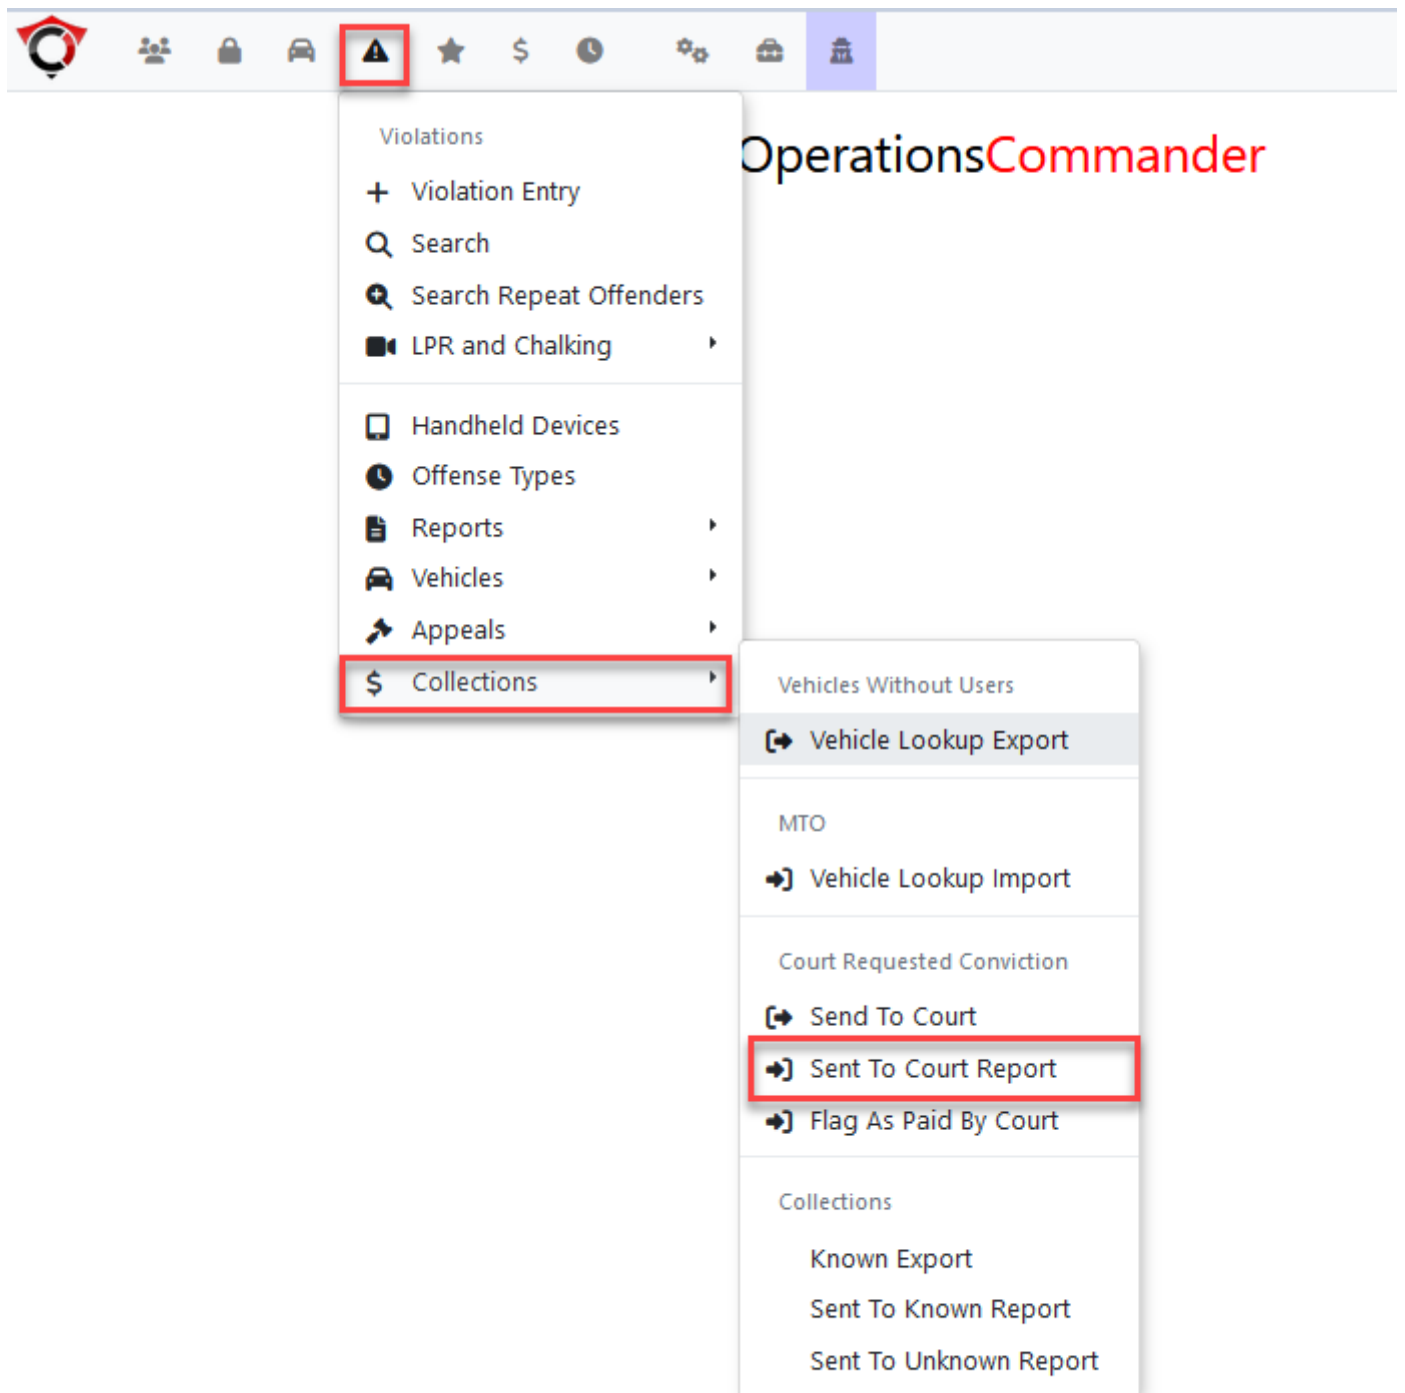 OperationsCommander
Violations
Violation Entry
Search
Search Repeat Offenders
LPR and Chalking
Handheld Devices
Offense Types
Reports
Vehicles
Appeals
Collections
Vehicles Without Users
Vehicle Lookup Export
MTO
Vehicle Lookup Import
Court Requested Conviction
Send To Court
Sent To Court Report
Flag As Paid By Court
Collections
Known Export
Sent To Known Report
Sent To Unknown Report